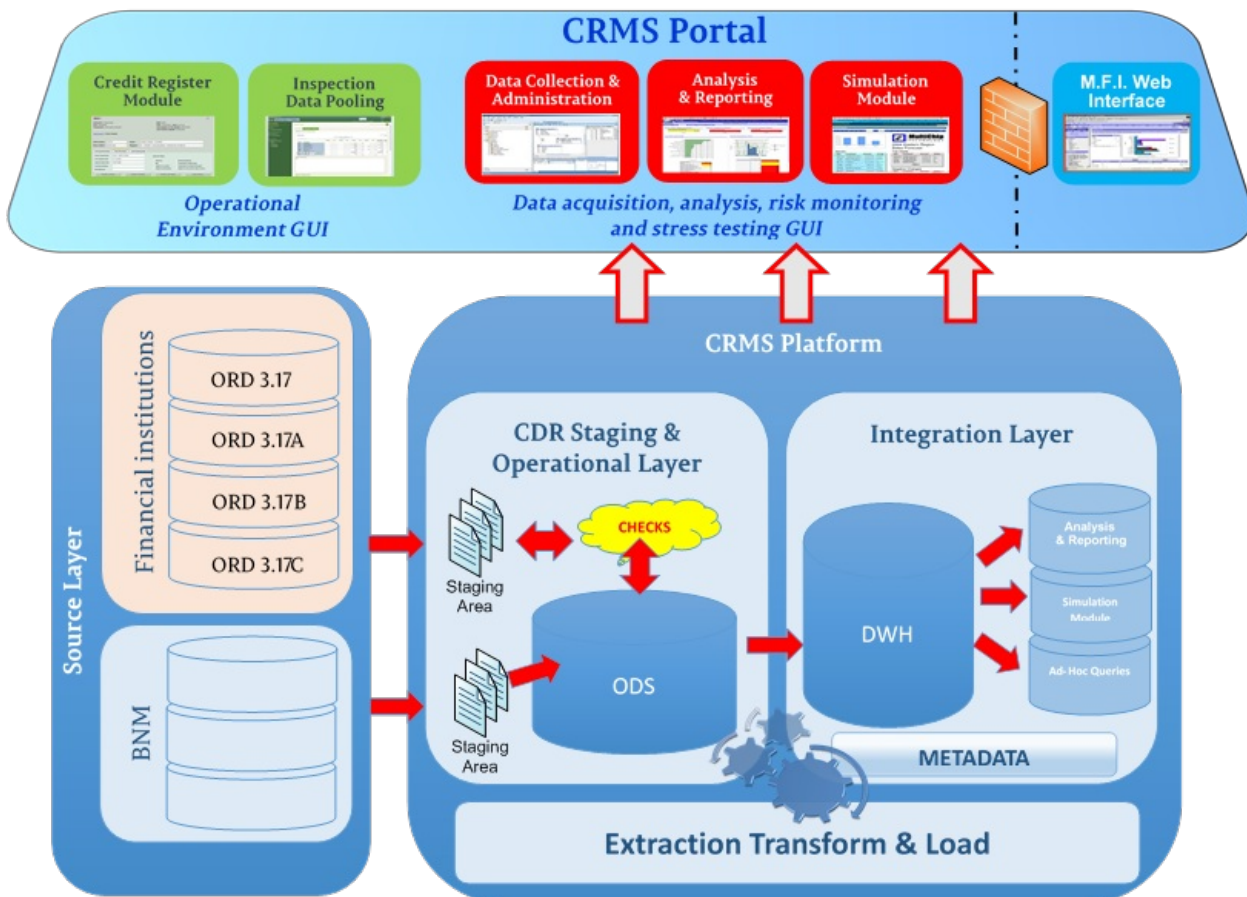 CRMS Portal
Credit Register
Module
Inspection
Data Pooling
Data Collection &
Administration
Analysis
& Reporting
Simulation
Module
M.F.I. Web
Interface
Operational
Environment GUI
Data acquisition, analysis, risk monitoring
and stress testing GUI
Source Layer
Financial institutions
ORD 3.17
ORD 3.17A
ORD 3.17B
ORD 3.17C
BNM
CRMS Platform
CDR Staging &
Operational Layer
CHECKS
Staging
Area
ODS
Staging
Area
Integration Layer
DWH
Analysis
& Reporting
Simulation
Module
Ad-Hoc Queries
METADATA
Extraction Transform & Load